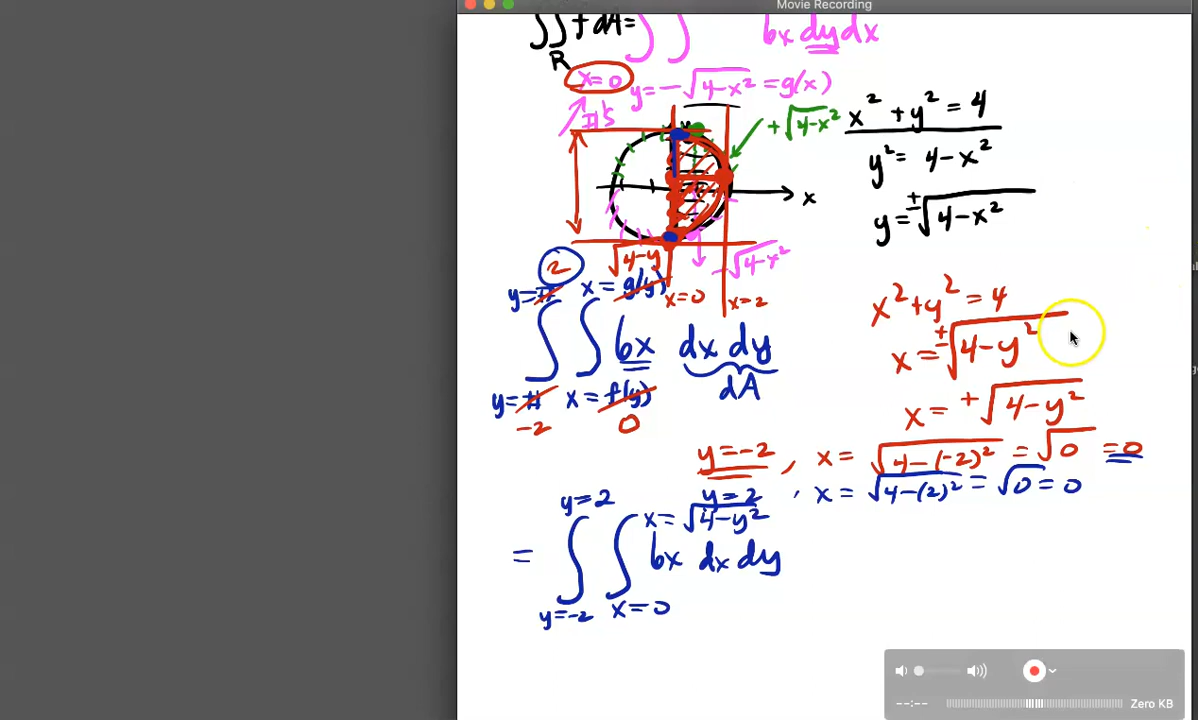 Movie Recording
∬ f dA = ∫ ∫ 6x dy dx
R
x=0 y=-√(4-x²) = g(x)
#'s
+√(4-x²)
x² + y² = 4
y² = 4-x²
y = ±√(4-x²)
x
√(4-y
-√(4-x²)
x=0 x=2
2
y=# x=g(y)
∫ ∫ 6x dx dy
dA
y=# x=f(y)
-2 0
x²+y² = 4
x = ±√(4-y²)
x = +√(4-y²)
y=-2, x = √(4-(-2)²) = √0 = 0
y=2, x = √(4-(2)²) = √0 = 0
y=2 x=√(4-y²)
= ∫ ∫ 6x dx dy
y=-2 x=0
--:-- Zero KB